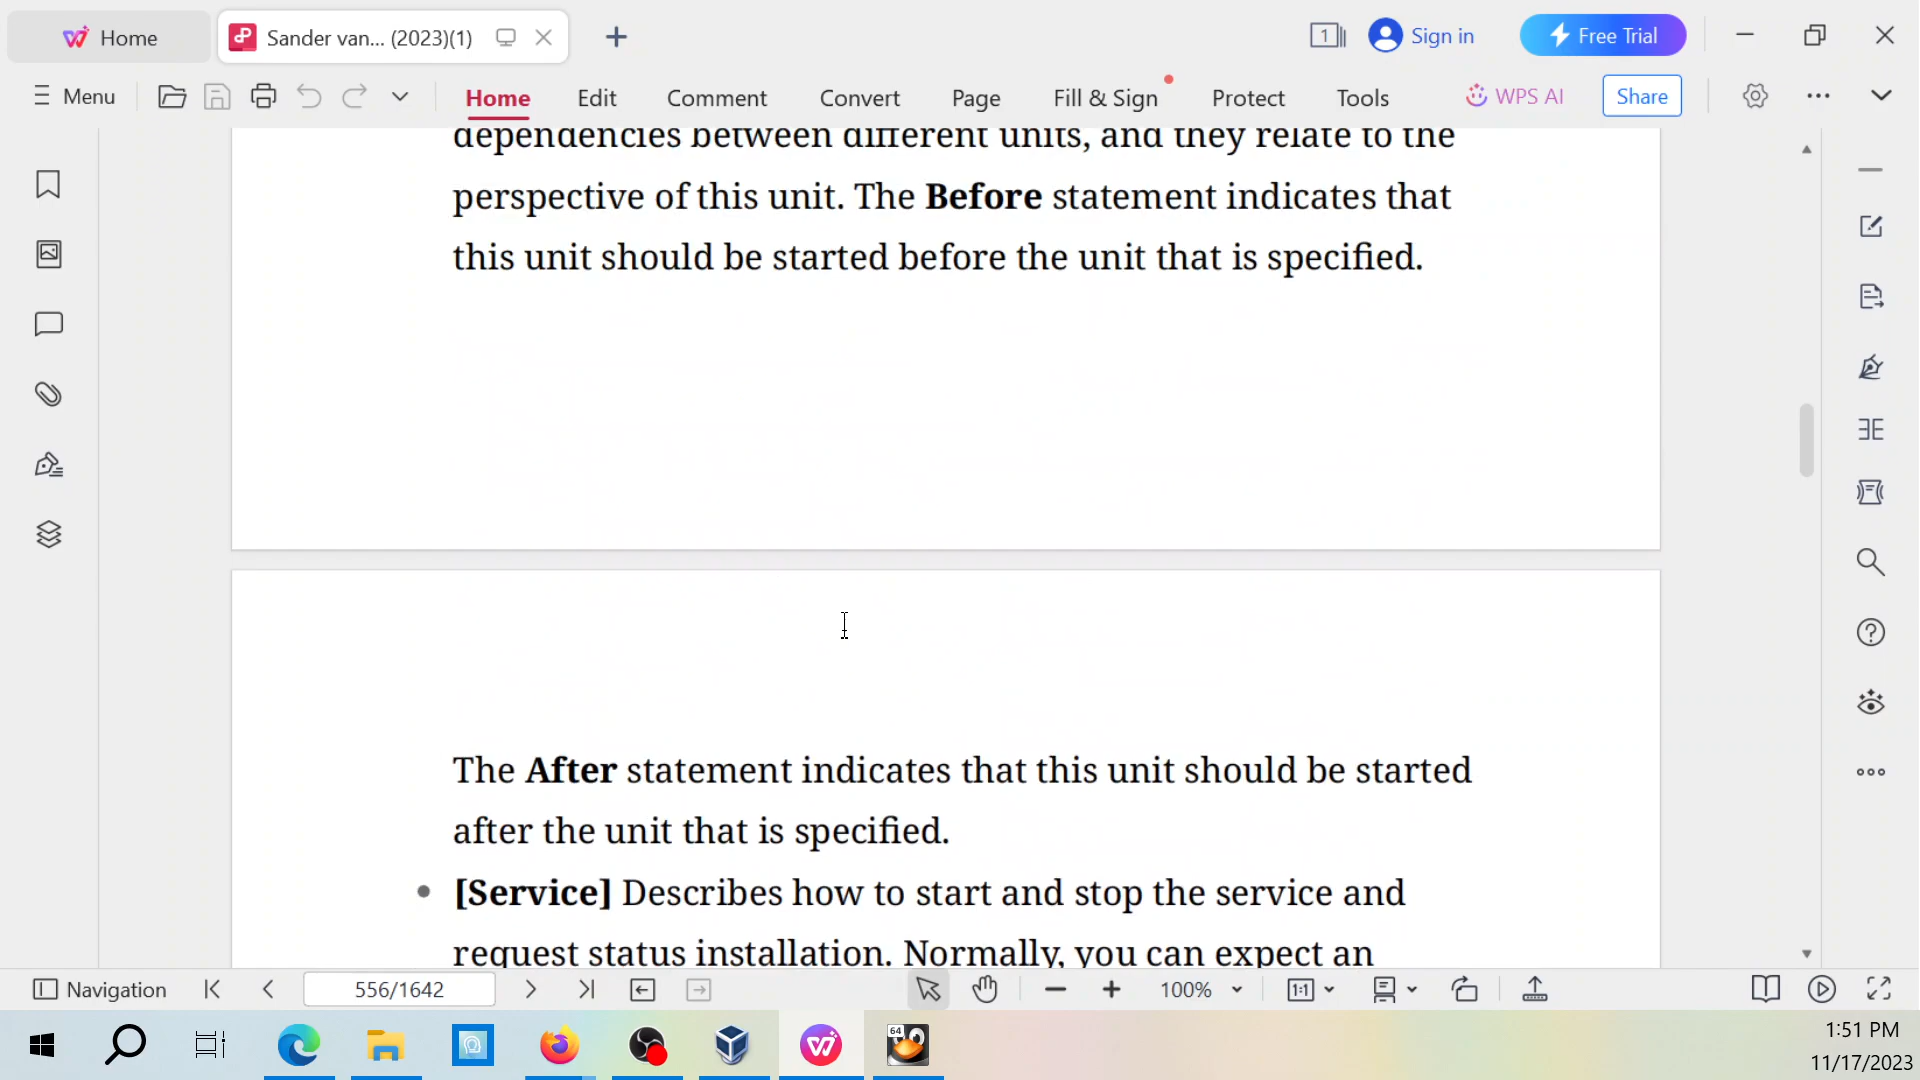 Home
Sander van... (2023)(1)
1
Sign in
Free Trial
Menu
Home
Edit
Comment
Convert
Page
Fill & Sign
Protect
Tools
WPS AI
Share
dependencies between different units, and they relate to the
perspective of this unit. The Before statement indicates that
this unit should be started before the unit that is specified.
The After statement indicates that this unit should be started
after the unit that is specified.
• [Service] Describes how to start and stop the service and
request status installation. Normally, you can expect an
Navigation
556/1642
100%
1:1
64
1:51 PM
11/17/2023